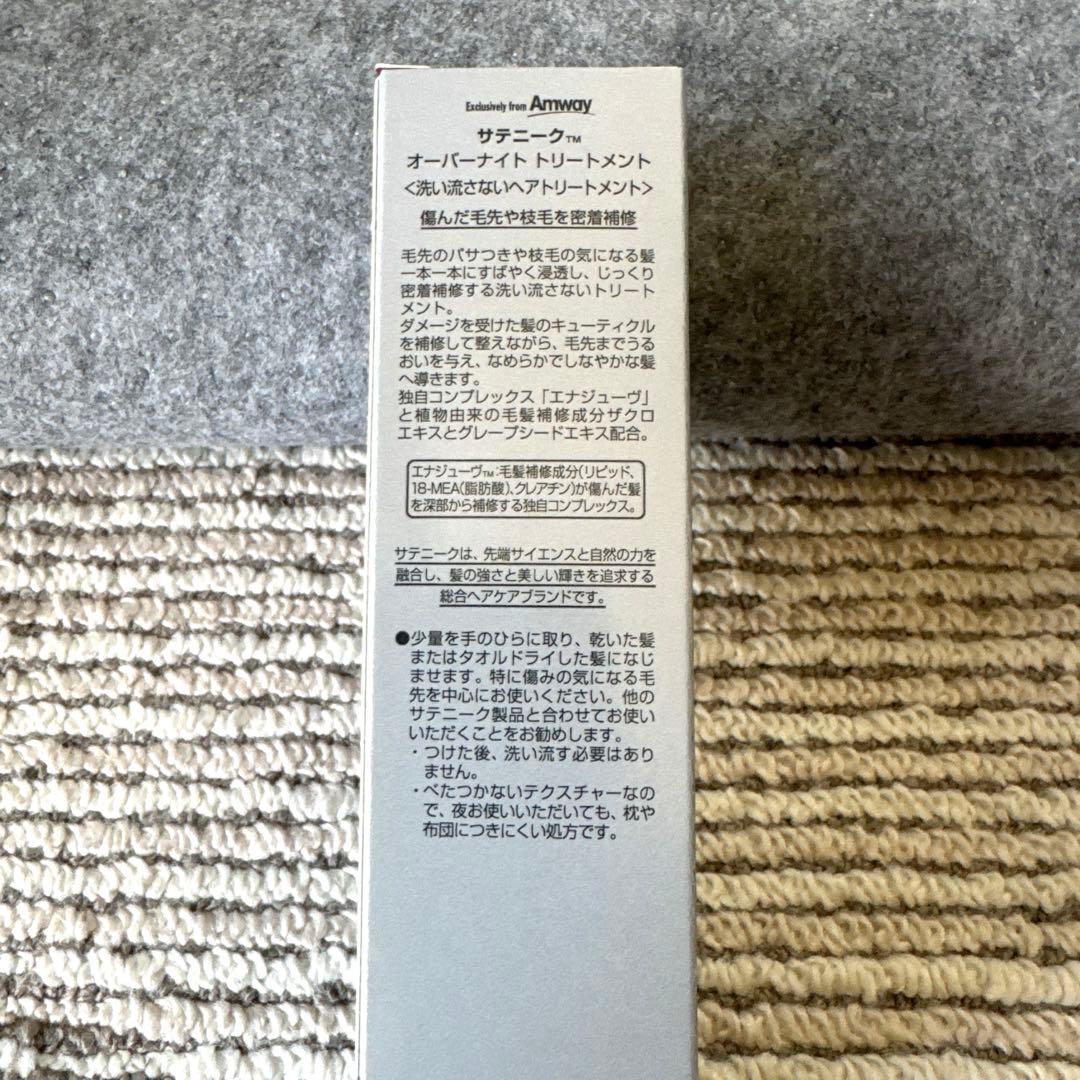 Exclusively from Amway
サテニーク™
オーバーナイト トリートメント
<洗い流さないヘアトリートメント>
傷んだ毛先や枝毛を密着補修
毛先のパサつきや枝毛の気になる髪
一本一本にすばやく浸透し、じっくり
密着補修する洗い流さないトリート
メント。
ダメージを受けた髪のキューティクル
を補修して整えながら、毛先までうる
おいを与え、なめらかでしなやかな髪
へ導きます。
独自コンプレックス「エナジューヴ」
と植物由来の毛髪補修成分ザクロ
エキスとグレープシードエキス配合。
エナジューヴ™:毛髪補修成分(リピッド、
18-MEA(脂肪酸)、クレアチン)が傷んだ髪
を深部から補修する独自コンプレックス。
サテニークは、先端サイエンスと自然の力を
融合し、髪の強さと美しい輝きを追求する
総合ヘアケアブランドです。
●少量を手のひらに取り、乾いた髪
またはタオルドライした髪になじ
ませます。特に傷みの気になる毛
先を中心にお使いください。他の
サテニーク製品と合わせてお使い
いただくことをお勧めします。
・つけた後、洗い流す必要はあり
ません。
・べたつかないテクスチャーなの
で、夜お使いいただいても、枕や
布団につきにくい処方です。